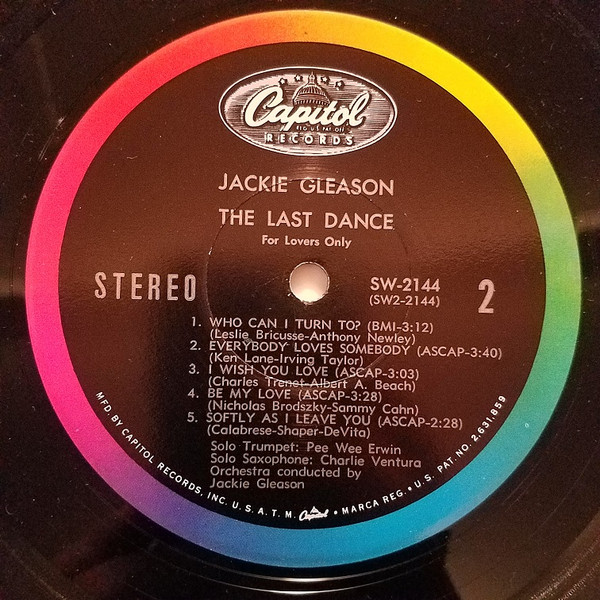 Capitol
REG. U.S. PAT. OFF.
RECORDS
JACKIE GLEASON
THE LAST DANCE
For Lovers Only
STEREO
SW-2144
(SW2-2144)
2
1. WHO CAN I TURN TO? (BMI-3:12)
(Leslie Bricusse-Anthony Newley)
2. EVERYBODY LOVES SOMEBODY (ASCAP-3:40)
(Ken Lane-Irving Taylor)
3. I WISH YOU LOVE (ASCAP-3:03)
(Charles Trenet-Albert A. Beach)
4. BE MY LOVE (ASCAP-3:28)
(Nicholas Brodszky-Sammy Cahn)
5. SOFTLY AS I LEAVE YOU (ASCAP-2:28)
(Calabrese-Shaper-DeVita)
Solo Trumpet: Pee Wee Erwin
Solo Saxophone: Charlie Ventura
Orchestra conducted by
Jackie Gleason
MFD. BY CAPITOL RECORDS, INC. U.S.A. T.M. Capitol • MARCA REG. • U.S. PAT. NO. 2,631,859